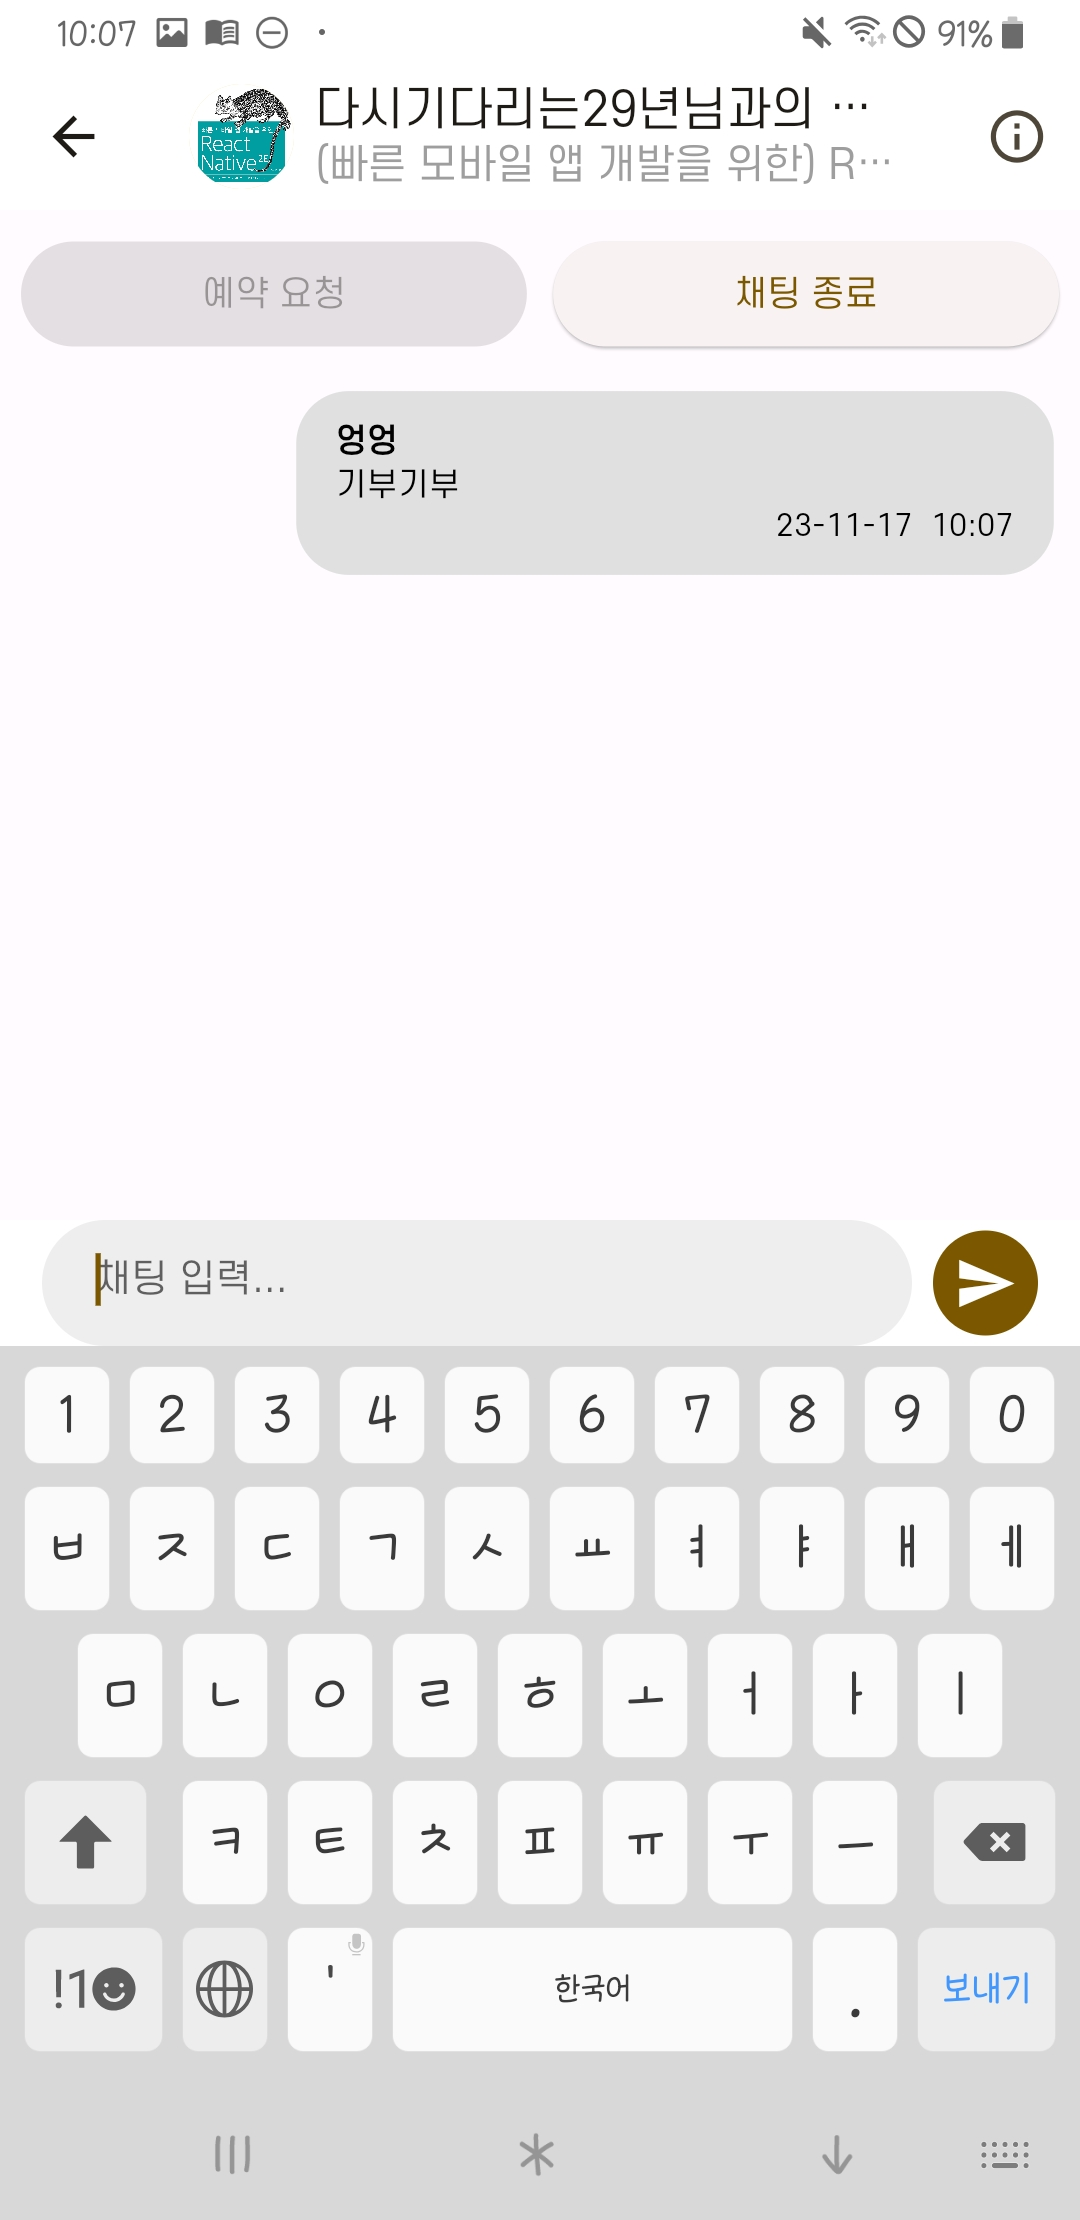 10:07
91%
다시기다리는29년님과의 ⋯
(빠른 모바일 앱 개발을 위한) R⋯
React
Native 2E
예약 요청
채팅 종료
엉엉
기부기부
23-11-17 10:07
채팅 입력...
1 2 3 4 5 6 7 8 9 0
ㅂ ㅈ ㄷ ㄱ ㅅ ㅛ ㅕ ㅑ ㅐ ㅔ
ㅁ ㄴ ㅇ ㄹ ㅎ ㅗ ㅓ ㅏ ㅣ
ㅋ ㅌ ㅊ ㅍ ㅠ ㅜ ㅡ
!1 ' 한국어 . 보내기